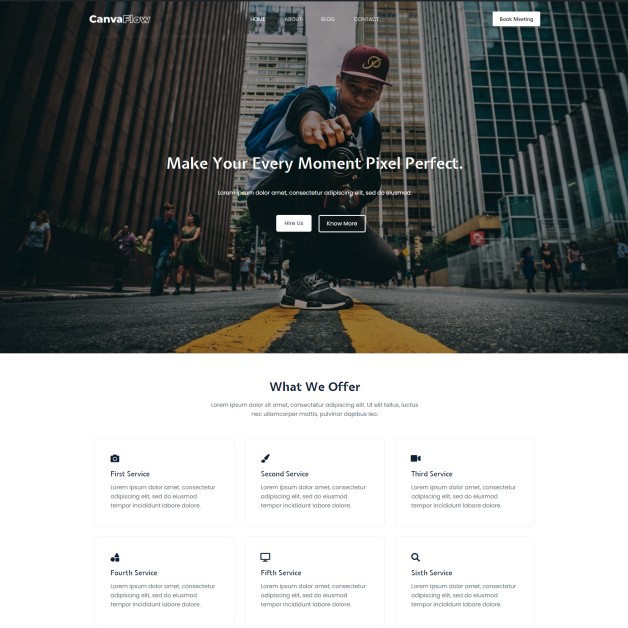 CanvaFlow
HOME
ABOUT
BLOG
CONTACT
Book Meeting
Make Your Every Moment Pixel Perfect.
Lorem ipsum dolor amet, consectetur adipiscing elit, sed do eiusmod.
Hire Us
Know More
What We Offer
Lorem ipsum dolor sit amet, consectetur adipiscing elit. Ut elit tellus, luctus
nec ullamcorper mattis, pulvinar dapibus leo.
First Service
Lorem ipsum dolor amet, consectetur
adipiscing elit, sed do eiusmod
tempor incididunt labore dolore.
Second Service
Lorem ipsum dolor amet, consectetur
adipiscing elit, sed do eiusmod
tempor incididunt labore dolore.
Third Service
Lorem ipsum dolor amet, consectetur
adipiscing elit, sed do eiusmod
tempor incididunt labore dolore.
Fourth Service
Lorem ipsum dolor amet, consectetur
adipiscing elit, sed do eiusmod
tempor incididunt labore dolore.
Fifth Service
Lorem ipsum dolor amet, consectetur
adipiscing elit, sed do eiusmod
tempor incididunt labore dolore.
Sixth Service
Lorem ipsum dolor amet, consectetur
adipiscing elit, sed do eiusmod
tempor incididunt labore dolore.